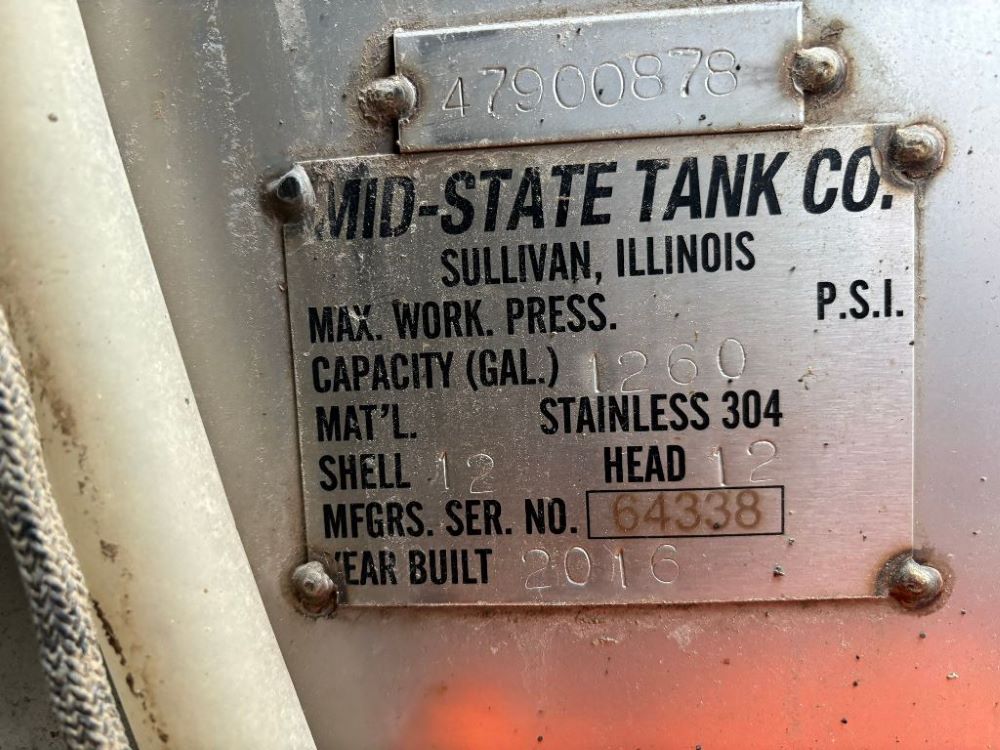 47900878
MID-STATE TANK CO.
SULLIVAN, ILLINOIS
MAX. WORK. PRESS. P.S.I.
CAPACITY (GAL.) 1260
MAT'L. STAINLESS 304
SHELL 12 HEAD 12
MFGRS. SER. NO. 64338
YEAR BUILT 2016